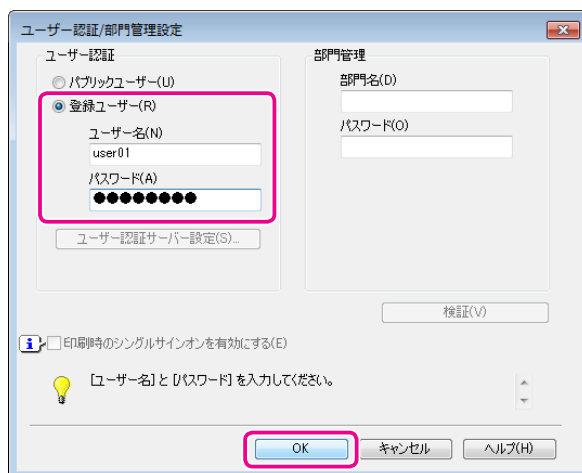 ユーザー認証/部門管理設定
ユーザー認証
パブリックユーザー(U)
登録ユーザー(R)
ユーザー名(N)
user01
パスワード(A)
●●●●●●●●
ユーザー認証サーバー設定(S)...
部門管理
部門名(D)
パスワード(O)
検証(V)
印刷時のシングルサインオンを有効にする(E)
[ユーザー名]と[パスワード]を入力してください。
OK
キャンセル
ヘルプ(H)